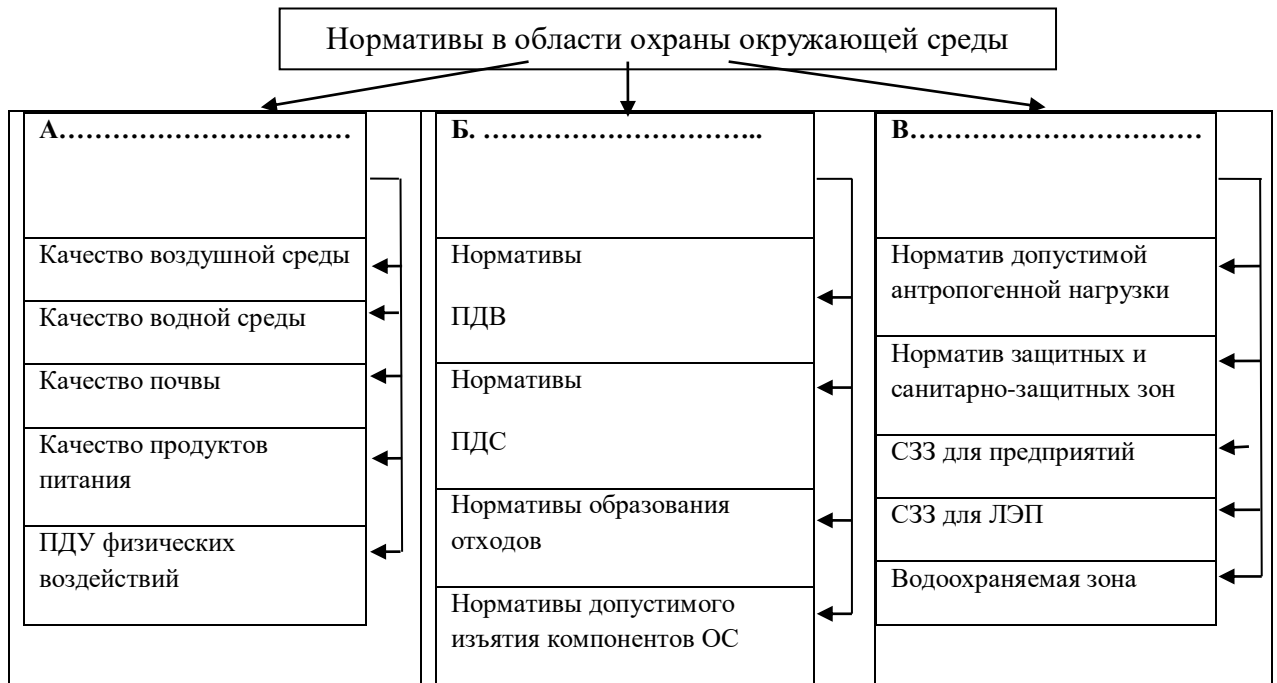 Нормативы в области охраны окружающей среды
А……………………………
Б. ………………………...
В…………………………
Качество воздушной среды
Качество водной среды
Качество почвы
Качество продуктов
питания
ПДУ физических
воздействий
Нормативы
ПДВ
Нормативы
ПДС
Нормативы образования
отходов
Нормативы допустимого
изъятия компонентов ОС
Норматив допустимой
антропогенной нагрузки
Норматив защитных и
санитарно-защитных зон
СЗЗ для предприятий
СЗЗ для ЛЭП
Водоохраняемая зона